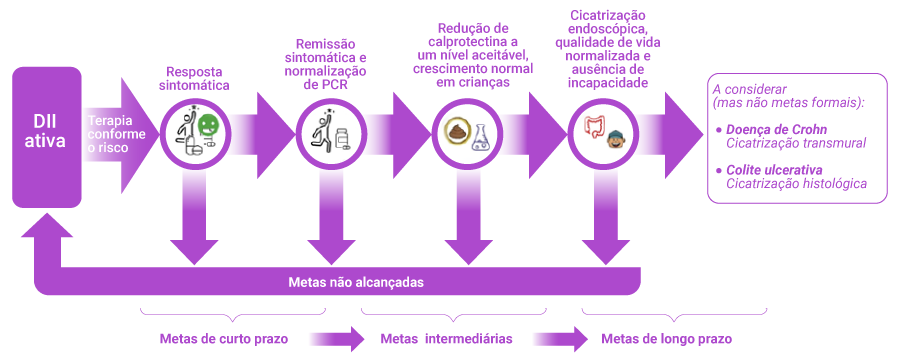 DII
ativa
Terapia
conforme
o risco
Resposta
sintomática
Remissão
sintomática e
normalização
de PCR
Redução de
calprotectina a
um nível aceitável,
crescimento normal
em crianças
Cicatrização
endoscópica,
qualidade de vida
normalizada e
ausência de
incapacidade
A considerar
(mas não metas formais):
• Doença de Crohn
Cicatrização transmural
• Colite ulcerativa
Cicatrização histológica
Metas não alcançadas
Metas de curto prazo
Metas intermediárias
Metas de longo prazo